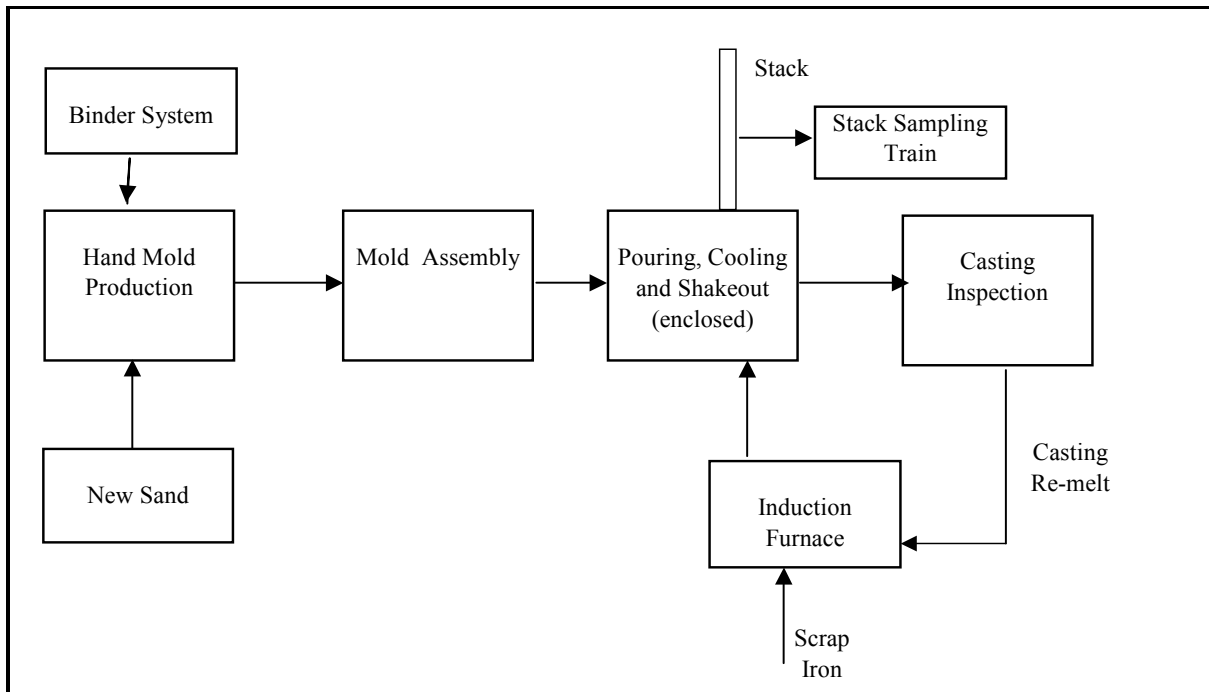 Stack
Binder System
Stack Sampling
Train
Hand Mold
Production
Mold Assembly
Pouring, Cooling
and Shakeout
(enclosed)
Casting
Inspection
New Sand
Induction
Furnace
Casting
Re-melt
Scrap
Iron